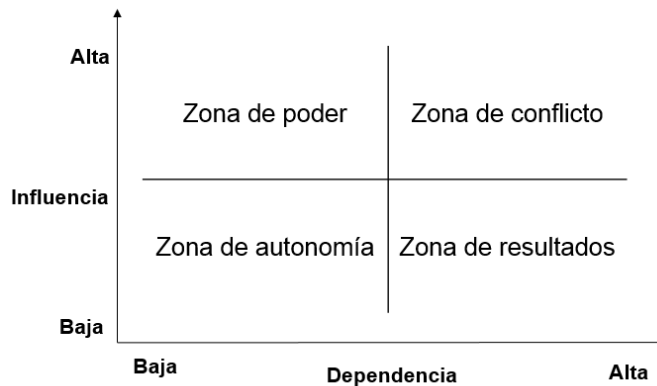 Alta
Zona de poder
Zona de conflicto
Influencia
Zona de autonomía
Zona de resultados
Baja
Baja
Dependencia
Alta